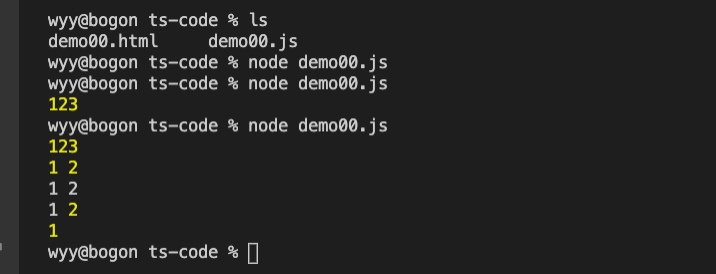 wyy@bogon ts-code % ls
demo00.html     demo00.js
wyy@bogon ts-code % node demo00.js
wyy@bogon ts-code % node demo00.js
123
wyy@bogon ts-code % node demo00.js
123
1 2
1 2
1 2
1
wyy@bogon ts-code %